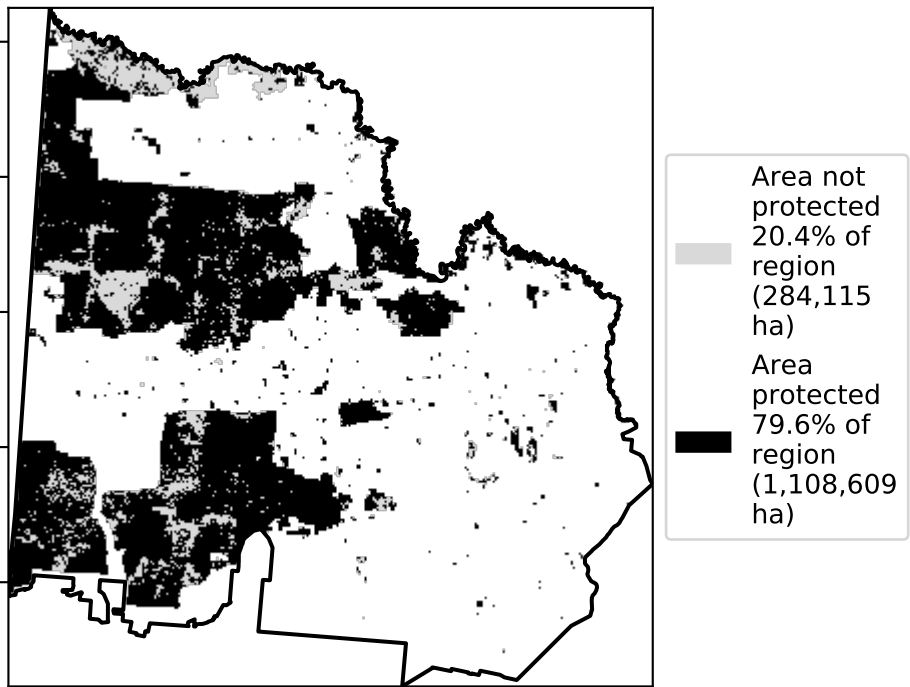 Area not
protected
20.4% of
region
(284,115
ha)
Area
protected
79.6% of
region
(1,108,609
ha)